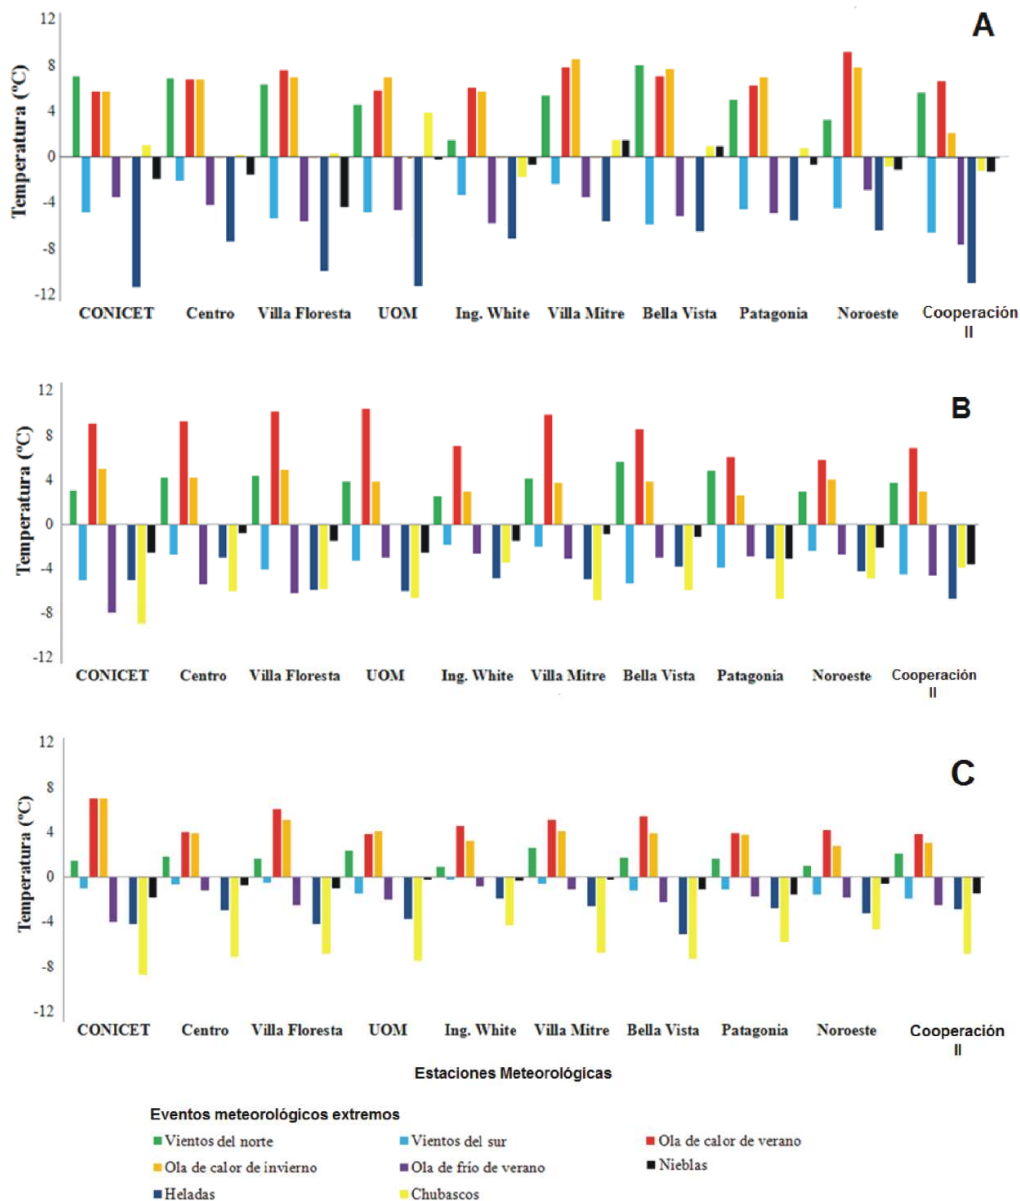 A
Temperatura (ºC)
12
8
4
0
-4
-8
-12
CONICET Centro Villa Floresta UOM Ing. White Villa Mitre Bella Vista Patagonia Noroeste Cooperación II
B
Temperatura (ºC)
12
8
4
0
-4
-8
-12
CONICET Centro Villa Floresta UOM Ing. White Villa Mitre Bella Vista Patagonia Noroeste Cooperación II
C
Temperatura (ºC)
12
8
4
0
-4
-8
-12
CONICET Centro Villa Floresta UOM Ing. White Villa Mitre Bella Vista Patagonia Noroeste Cooperación II
Estaciones Meteorológicas
Eventos meteorológicos extremos
Vientos del norte Vientos del sur Ola de calor de verano
Ola de calor de invierno Ola de frío de verano Nieblas
Heladas Chubascos